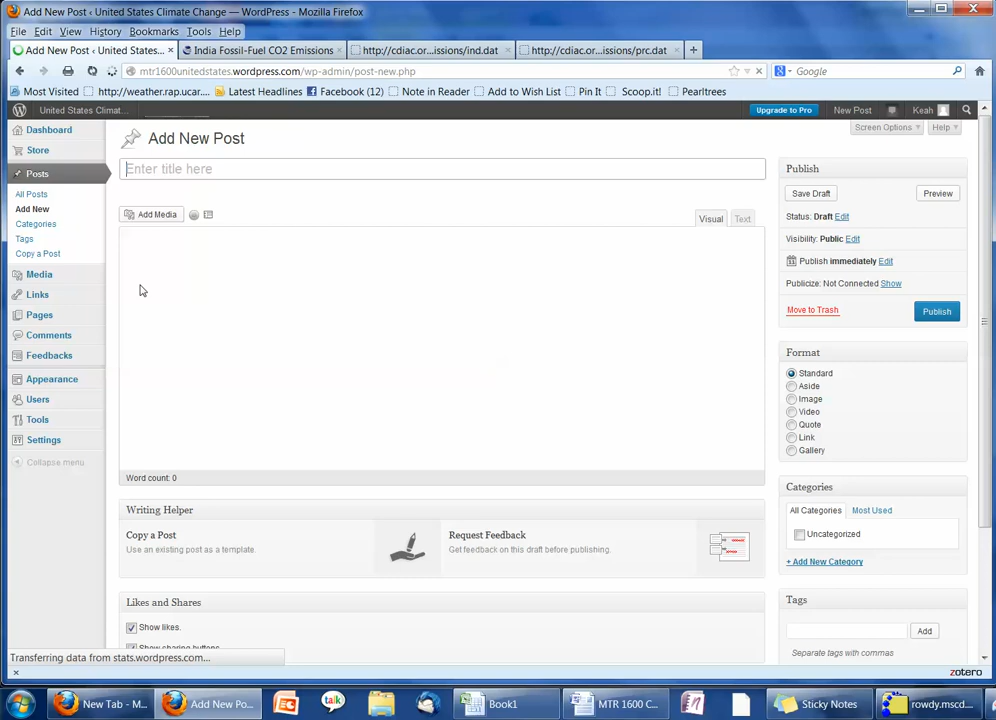 Add New Post ‹ United States Climate Change — WordPress - Mozilla Firefox
File Edit View History Bookmarks Tools Help
Add New Post ‹ United States... × India Fossil-Fuel CO2 Emissions × http://cdiac.or.../ind.dat × http://cdiac.or.../prc.dat × +
mtr1600unitedstates.wordpress.com/wp-admin/post-new.php Google
Most Visited http://weather.rap.ucar.... Latest Headlines Facebook (12) Note in Reader Add to Wish List Pin It Scoop.it! Pearltrees
United States Climat... Upgrade to Pro New Post Keah
Screen Options Help
Dashboard
Store
Posts
All Posts
Add New
Categories
Tags
Copy a Post
Media
Links
Pages
Comments
Feedbacks
Appearance
Users
Tools
Settings
Collapse menu
Add New Post
Enter title here
Add Media
Visual Text
Word count: 0
Writing Helper
Copy a Post
Use an existing post as a template.
Request Feedback
Get feedback on this draft before publishing.
Likes and Shares
Show likes.
Show sharing buttons.
Publish
Save Draft Preview
Status: Draft Edit
Visibility: Public Edit
Publish immediately Edit
Publicize: Not Connected Show
Move to Trash Publish
Format
Standard
Aside
Image
Video
Quote
Link
Gallery
Categories
All Categories Most Used
Uncategorized
+ Add New Category
Tags
Add
Separate tags with commas
Transferring data from stats.wordpress.com...
× zotero
New Tab - M... Add New Po... talk Book1 MTR 1600 C... Sticky Notes rowdy.mscd...